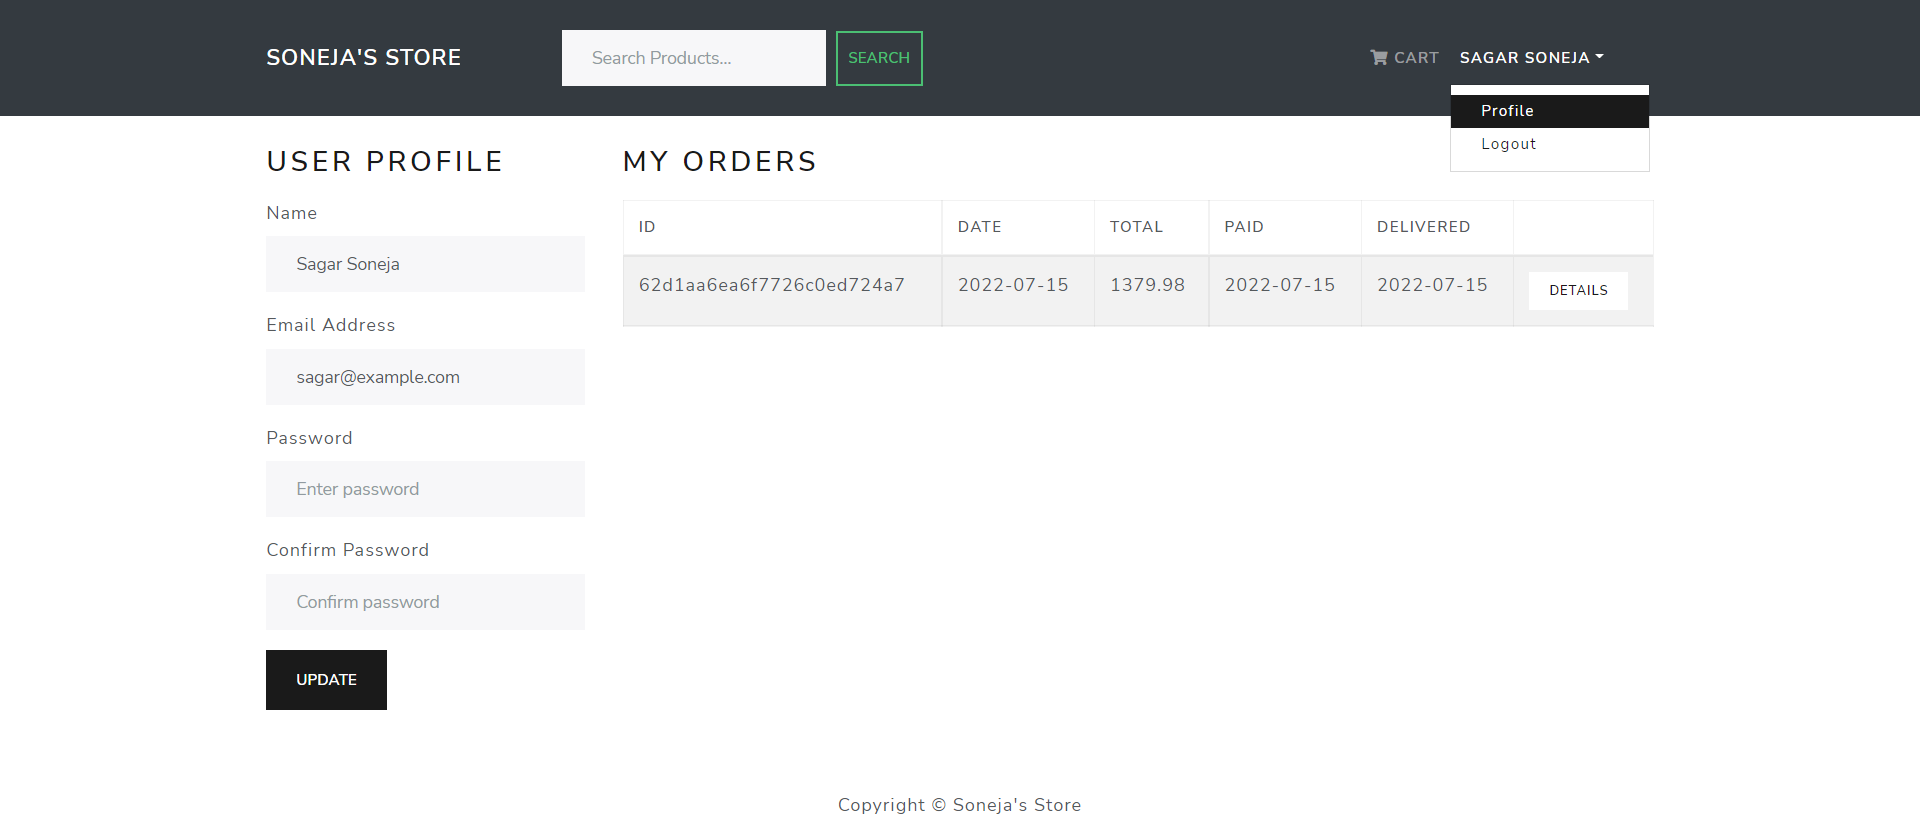 SONEJA'S STORE
Search Products...
SEARCH
CART
SAGAR SONEJA
Profile
Logout
USER PROFILE
Name
Sagar Soneja
Email Address
sagar@example.com
Password
Enter password
Confirm Password
Confirm password
UPDATE
MY ORDERS
ID DATE TOTAL PAID DELIVERED
62d1aa6ea6f7726c0ed724a7 2022-07-15 1379.98 2022-07-15 2022-07-15 DETAILS
Copyright © Soneja's Store